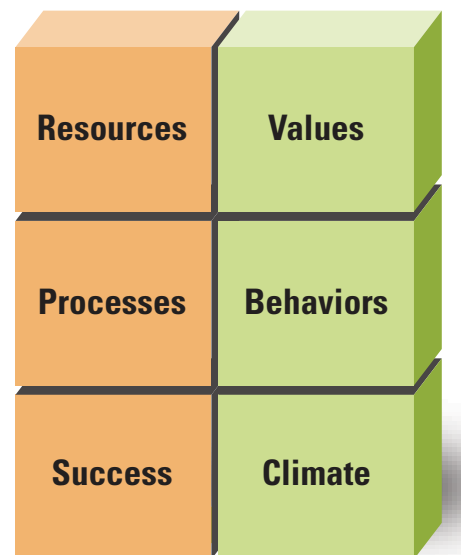 Resources
Values
Processes
Behaviors
Success
Climate